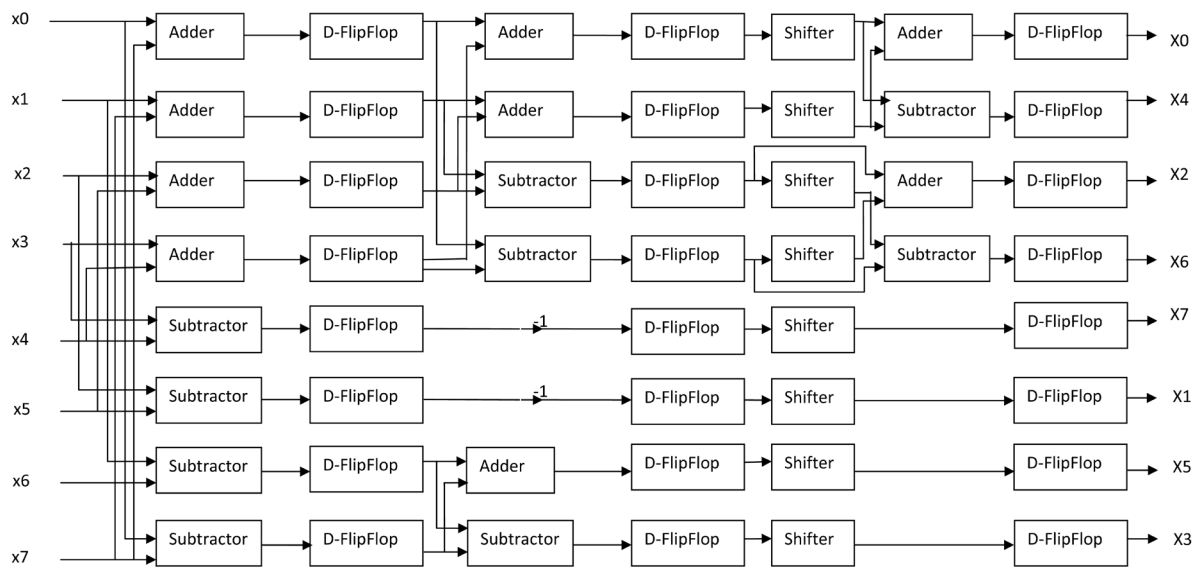 x0 Adder D-FlipFlop Adder D-FlipFlop Shifter Adder D-FlipFlop X0
x1 Adder D-FlipFlop Adder D-FlipFlop Shifter Subtractor D-FlipFlop X4
x2 Adder D-FlipFlop Subtractor D-FlipFlop Shifter Adder D-FlipFlop X2
x3 Adder D-FlipFlop Subtractor D-FlipFlop Shifter Subtractor D-FlipFlop X6
x4 Subtractor D-FlipFlop -1 D-FlipFlop Shifter D-FlipFlop X7
x5 Subtractor D-FlipFlop -1 D-FlipFlop Shifter D-FlipFlop X1
x6 Subtractor D-FlipFlop Adder D-FlipFlop Shifter D-FlipFlop X5
x7 Subtractor D-FlipFlop Subtractor D-FlipFlop Shifter D-FlipFlop X3